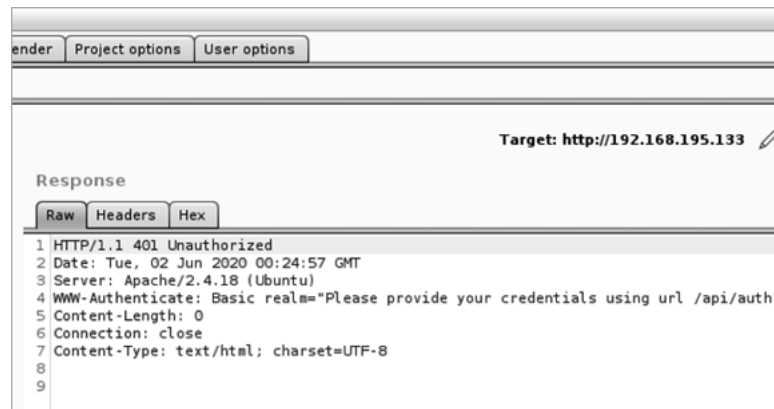 ender Project options User options
Target: http://192.168.195.133
Response
Raw Headers Hex
1 HTTP/1.1 401 Unauthorized
2 Date: Tue, 02 Jun 2020 00:24:57 GMT
3 Server: Apache/2.4.18 (Ubuntu)
4 WWW-Authenticate: Basic realm="Please provide your credentials using url /api/auth
5 Content-Length: 0
6 Connection: close
7 Content-Type: text/html; charset=UTF-8
8
9